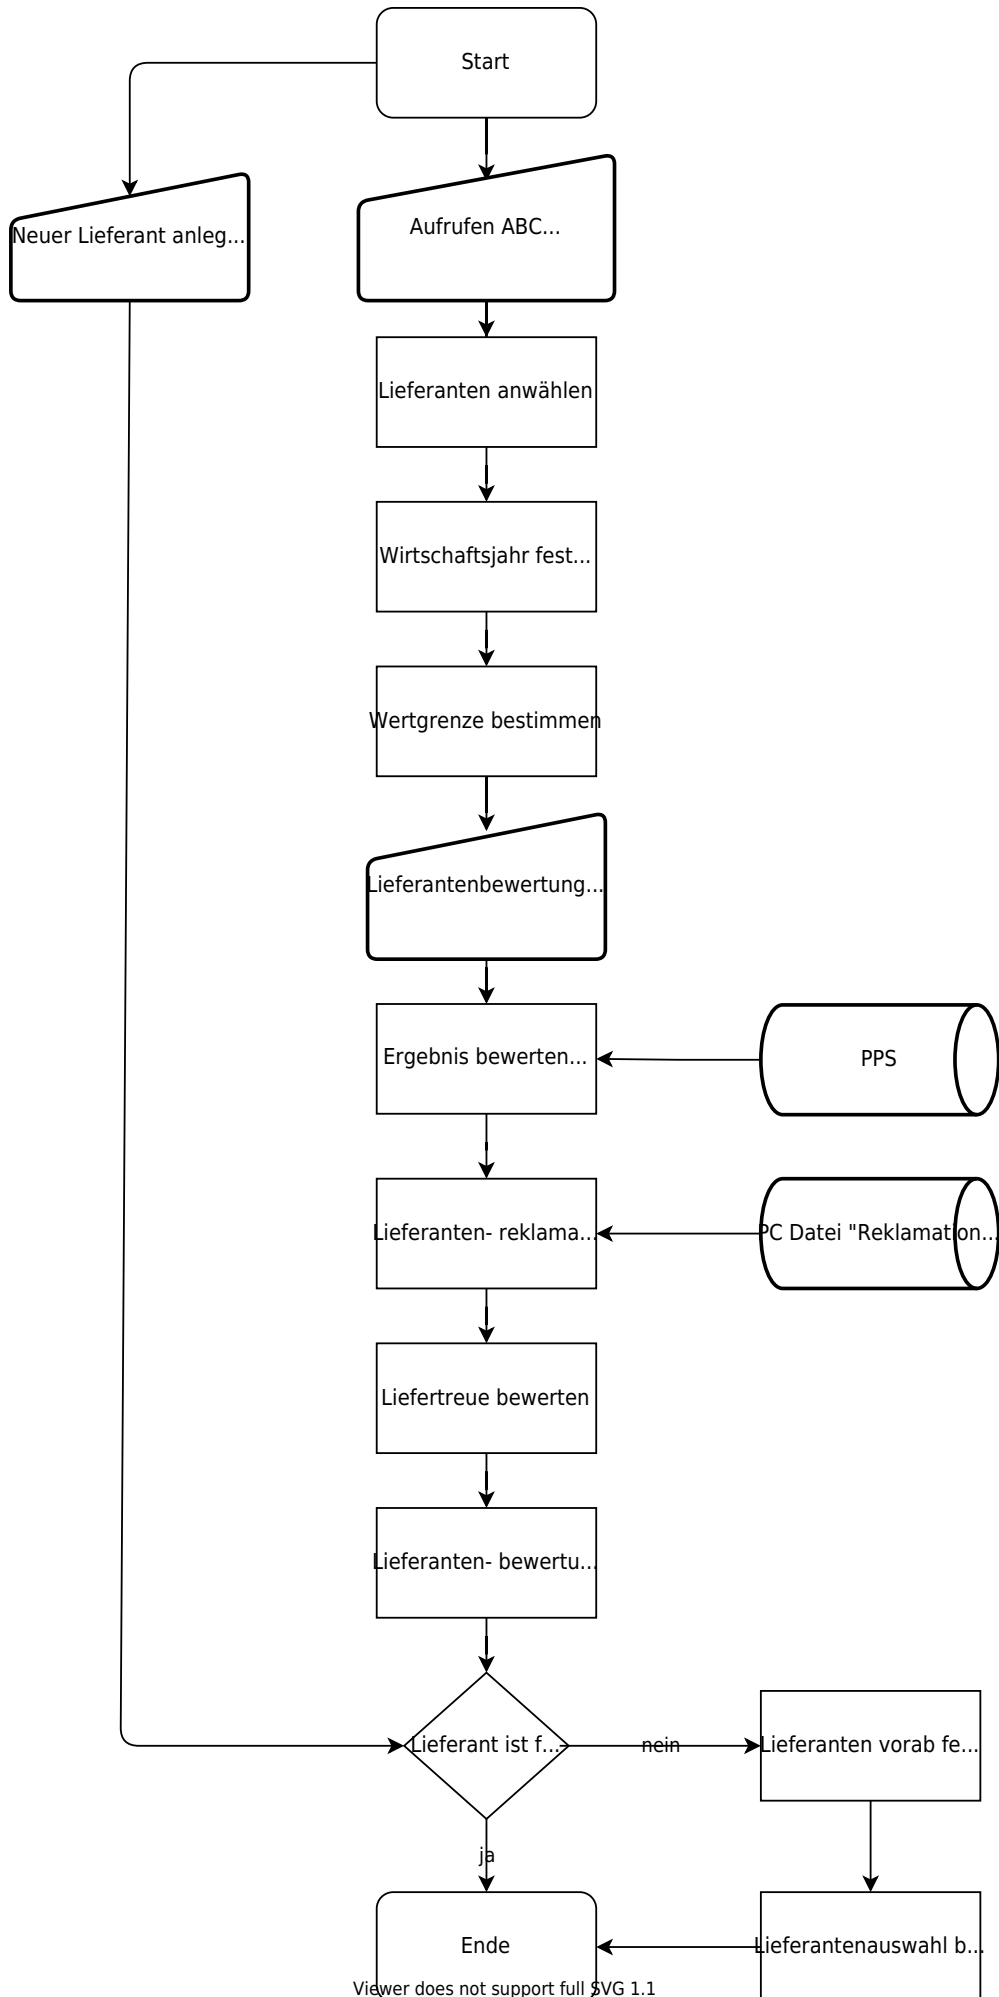 Start
Neuer Lieferant anleg...
Aufrufen ABC...
Lieferanten anwählen
Wirtschaftsjahr fest...
Wertgrenze bestimmen
Lieferantenbewertung...
Ergebnis bewerten...
PPS
Lieferanten- reklama...
PC Datei "Reklamation...
Liefertreue bewerten
Lieferanten- bewertu...
Lieferant ist f...
nein
Lieferanten vorab fe...
ja
Ende
Lieferantenauswahl b...
Viewer does not support full SVG 1.1